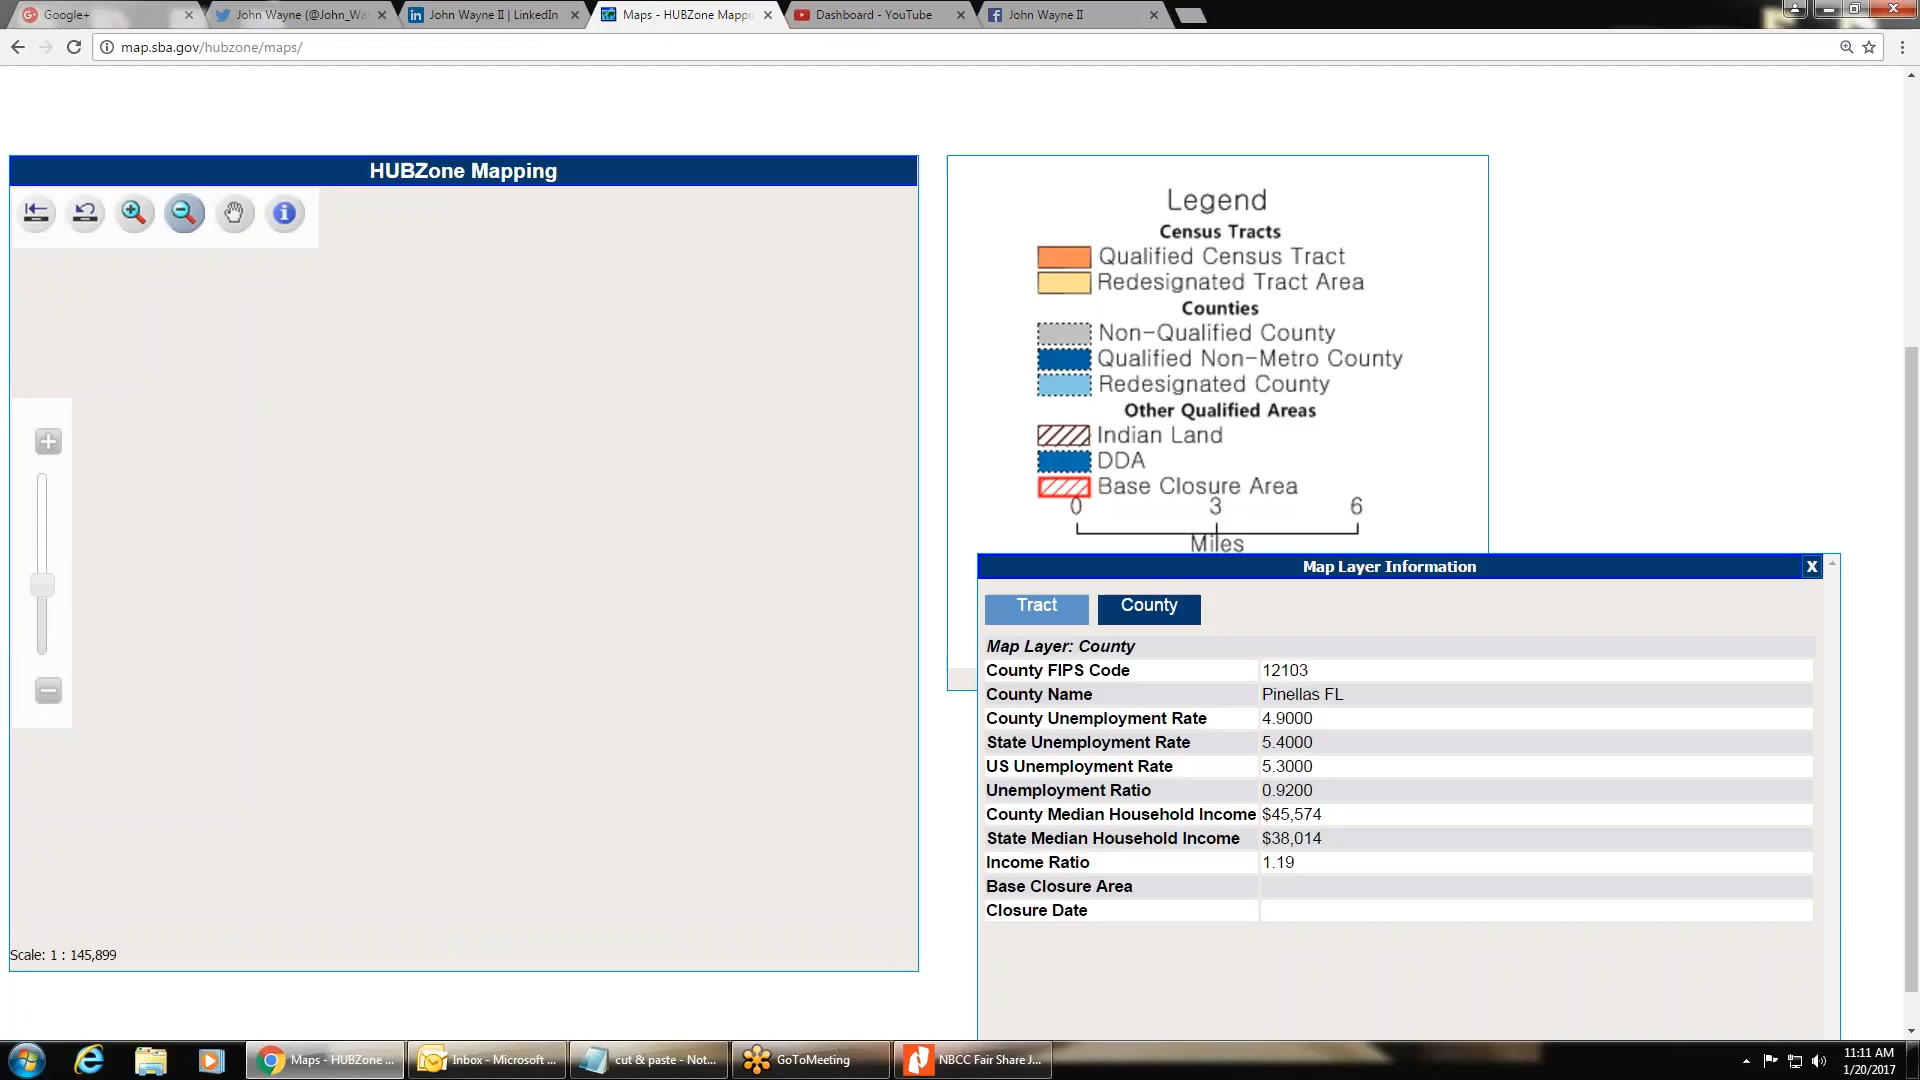 Google+
John Wayne (@John_Wa
John Wayne II | LinkedIn
Maps - HUBZone Mappin
Dashboard - YouTube
John Wayne II
map.sba.gov/hubzone/maps/
HUBZone Mapping
Scale: 1 : 145,899
Legend
Census Tracts
Qualified Census Tract
Redesignated Tract Area
Counties
Non-Qualified County
Qualified Non-Metro County
Redesignated County
Other Qualified Areas
Indian Land
DDA
Base Closure Area
0 3 6
Miles
Map Layer Information X
Tract County
Map Layer: County
County FIPS Code 12103
County Name Pinellas FL
County Unemployment Rate 4.9000
State Unemployment Rate 5.4000
US Unemployment Rate 5.3000
Unemployment Ratio 0.9200
County Median Household Income $45,574
State Median Household Income $38,014
Income Ratio 1.19
Base Closure Area
Closure Date
Maps - HUBZone ...
Inbox - Microsoft ...
cut & paste - Not...
GoToMeeting
NBCC Fair Share J...
11:11 AM
1/20/2017